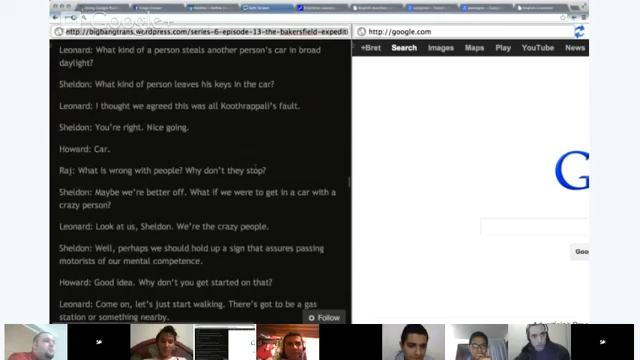 Google+
http://bigbangtrans.wordpress.com/series-6-episode-13-the-bakersfield-expediti
http://google.com
+Bret Search Images Maps Play YouTube News
Leonard: What kind of a person steals another person's car in broad
daylight?
Sheldon: What kind of person leaves his keys in the car?
Leonard: I thought we agreed this was all Koothrappali's fault.
Sheldon: You're right. Nice going.
Howard: Car.
Raj: What is wrong with people? Why don't they stop?
Sheldon: Maybe we're better off. What if we were to get in a car with a
crazy person?
Leonard: Look at us, Sheldon. We're the crazy people.
Sheldon: Well, perhaps we should hold up a sign that assures passing
motorists of our mental competence.
Howard: Good idea. Why don't you get started on that?
Leonard: Come on, let's just start walking. There's got to be a gas
station or something nearby.
Follow
G
Goo